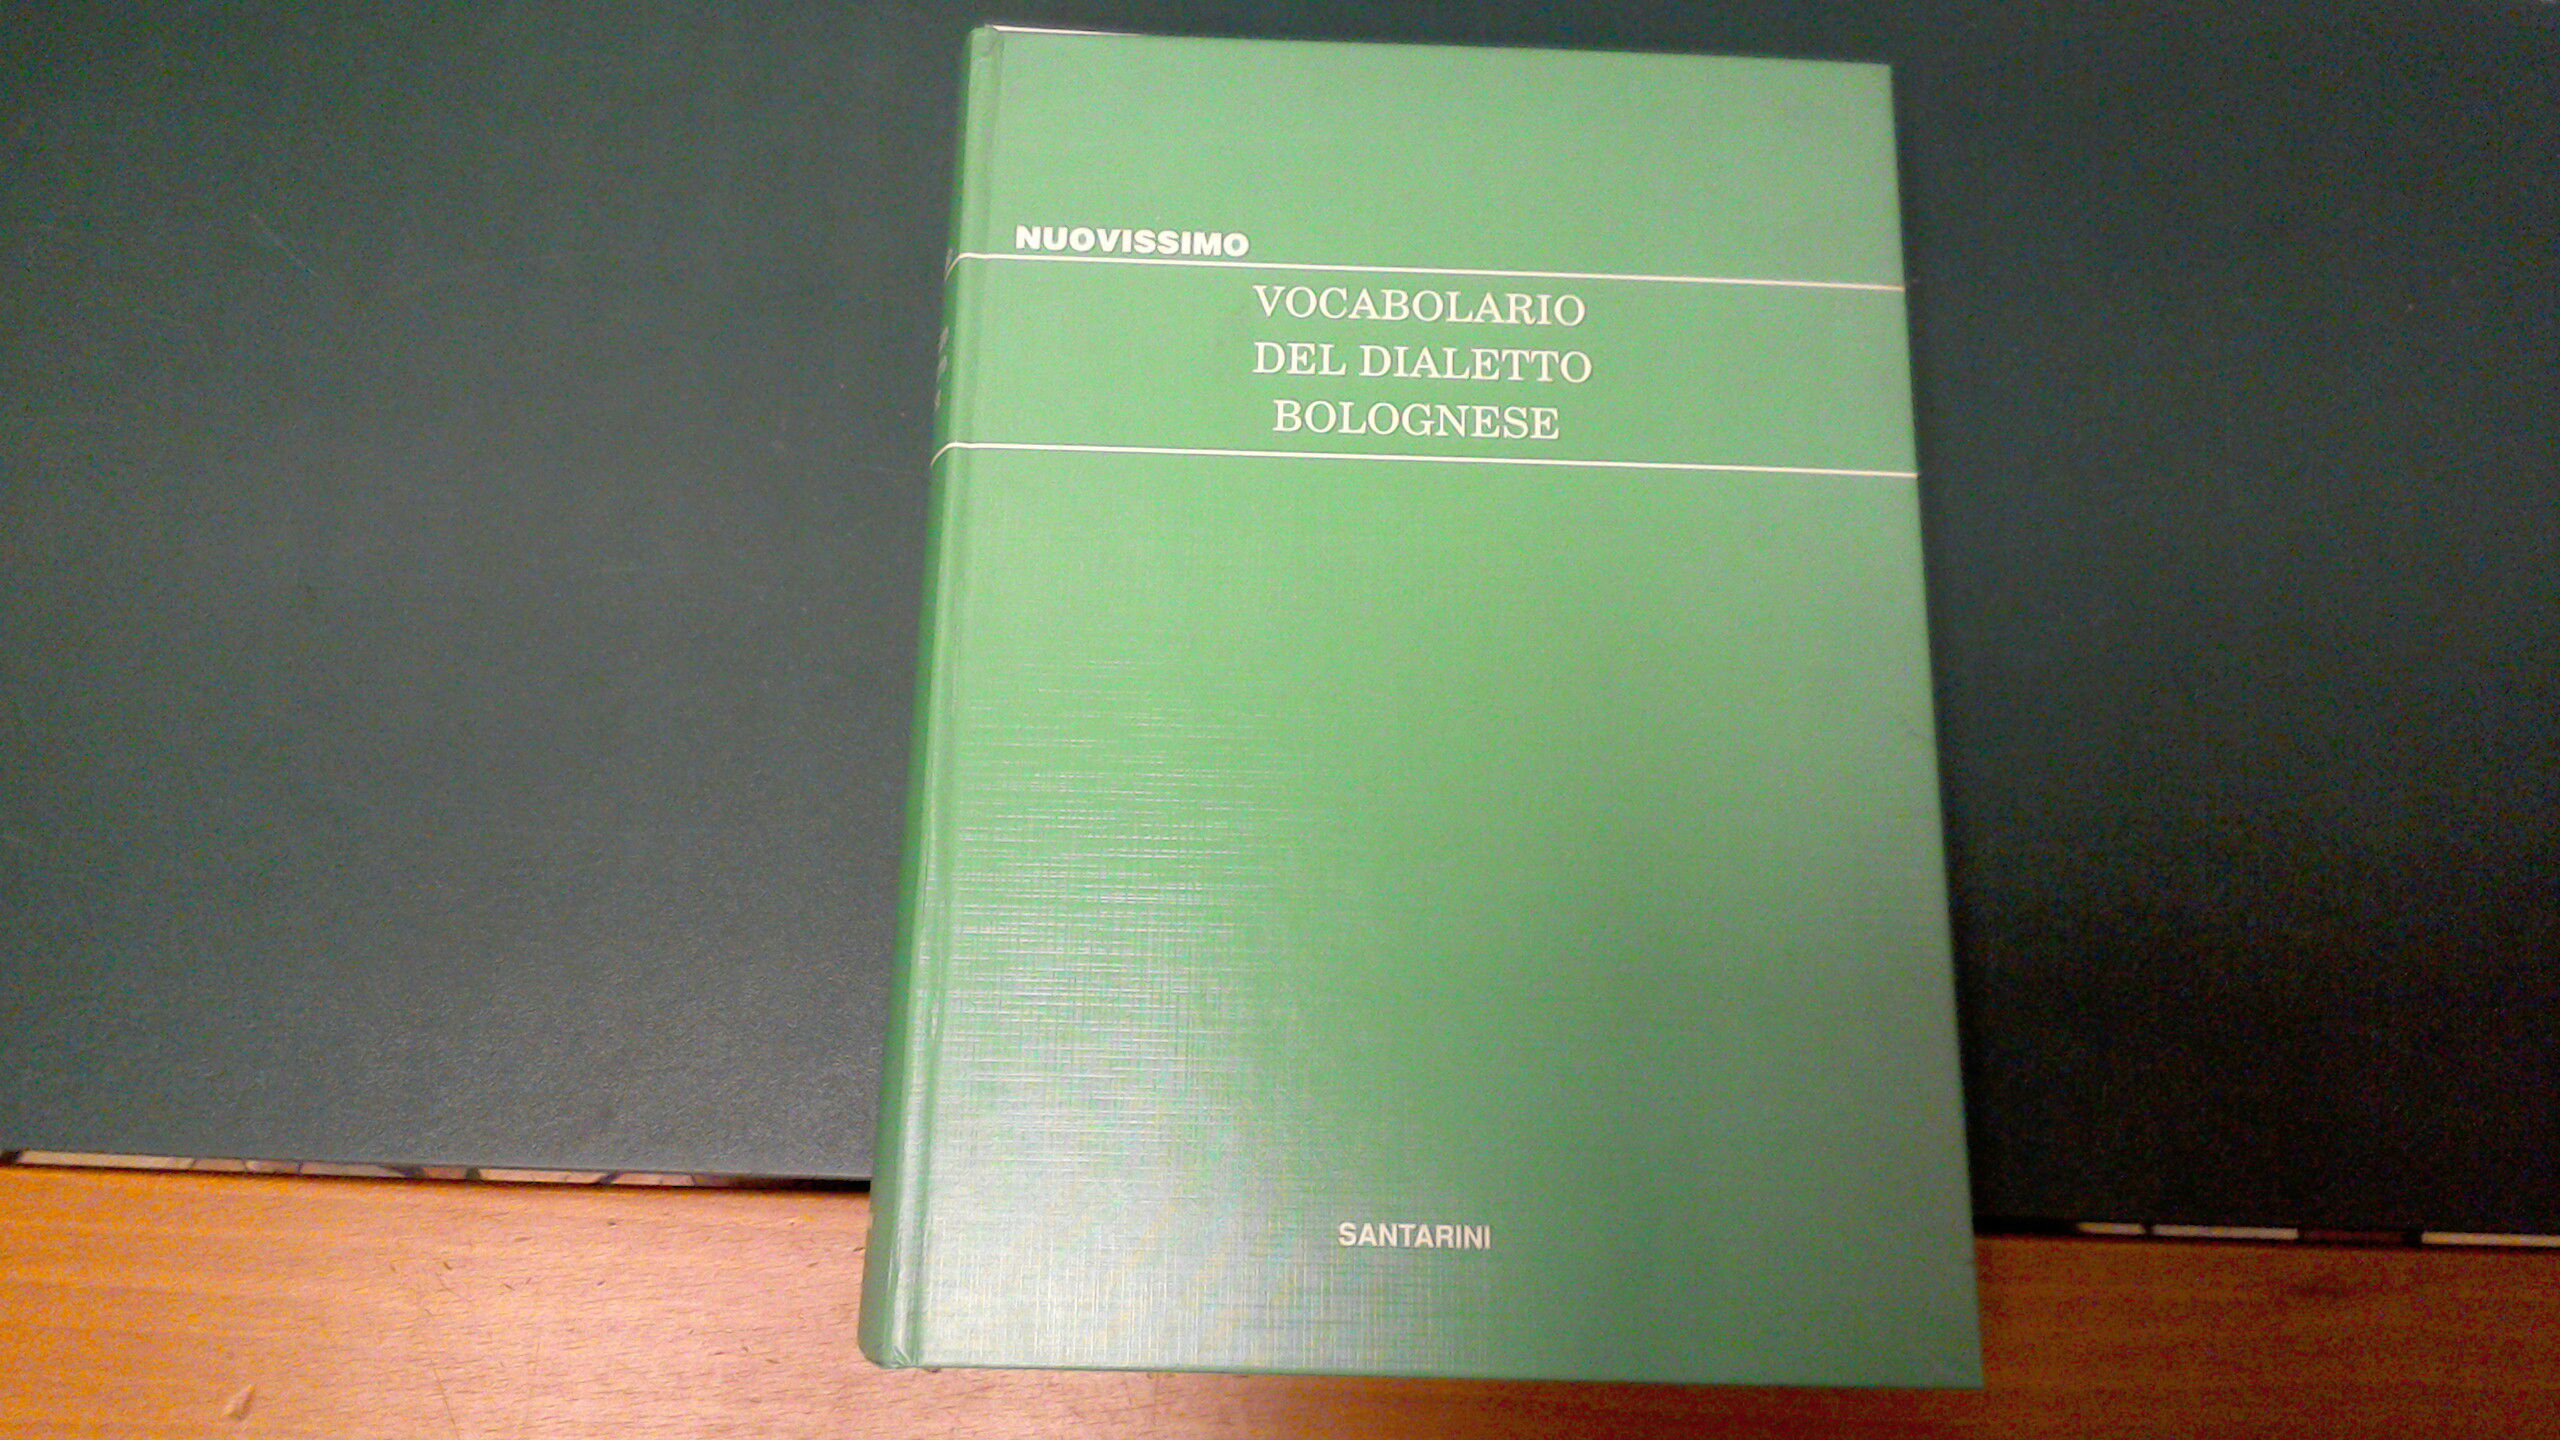 NUOVISSIMO
VOCABOLARIO
DEL DIALETTO
BOLOGNESE
SANTARINI